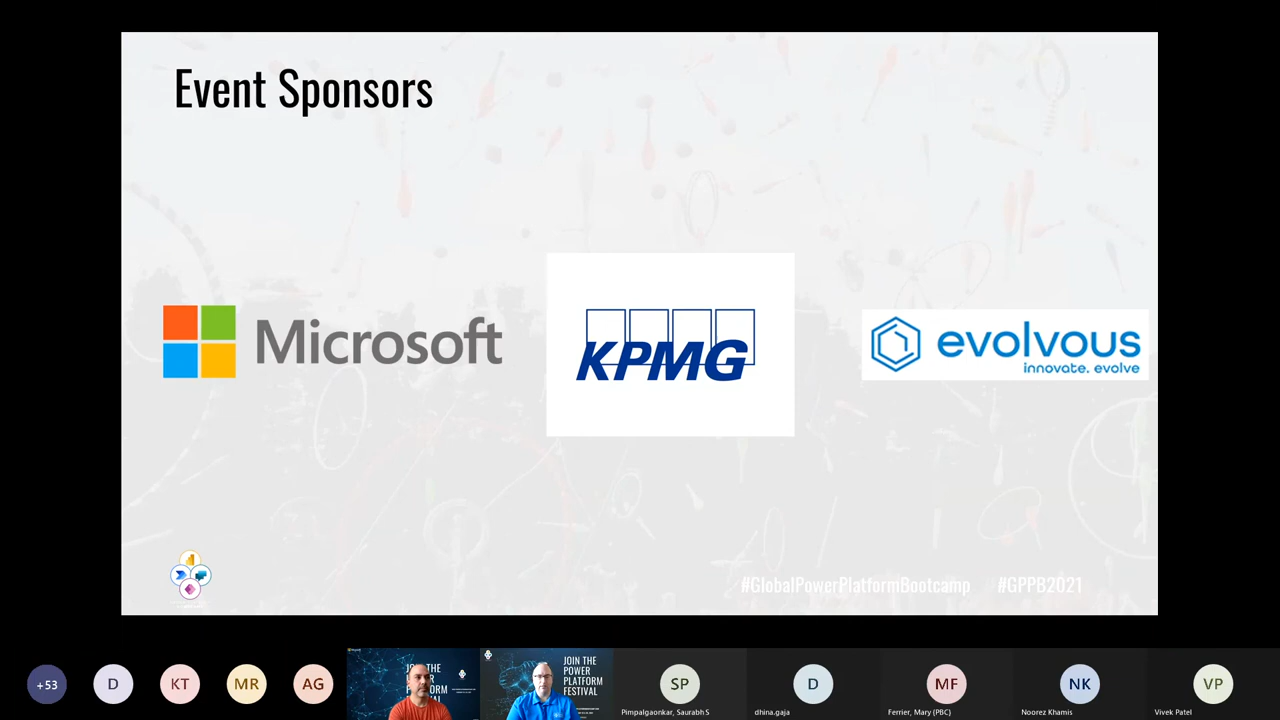 Event Sponsors
Microsoft
KPMG
evolvous
innovate. evolve
#GlobalPowerPlatformBootcamp #GPPB2021
+53
D
KT
MR
AG
JOIN THE
POWER
PLATFORM
FESTIVAL
SP
Pimpalgaonkar, Saurabh S
D
dhina.gaja
MF
Ferrier, Mary (PBC)
NK
Noorez Khamis
VP
Vivek Patel